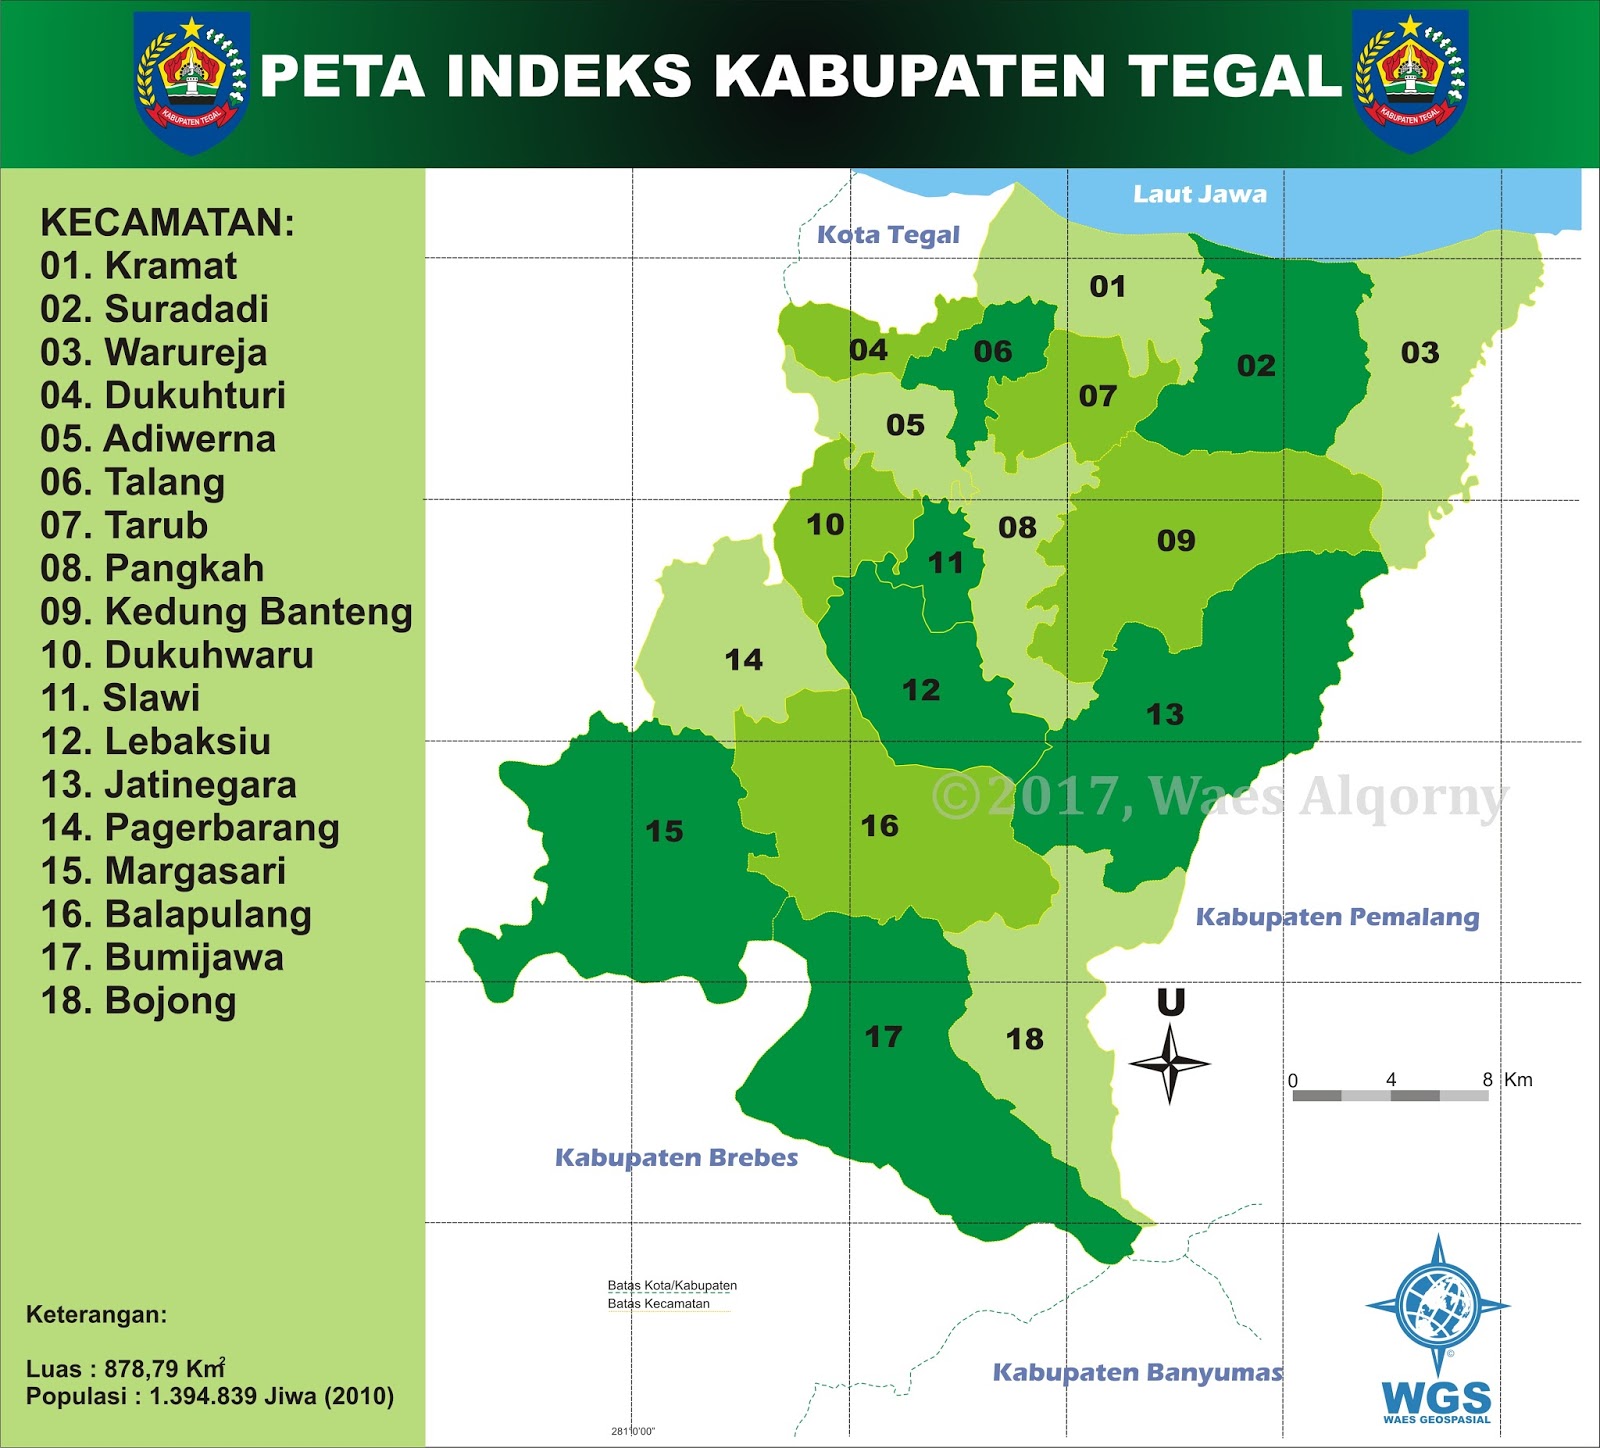 PETA INDEKS KABUPATEN TEGAL
KABUPATEN TEGAL
KABUPATEN TEGAL
KECAMATAN:
01. Kramat
02. Suradadi
03. Warureja
04. Dukuhturi
05. Adiwerna
06. Talang
07. Tarub
08. Pangkah
09. Kedung Banteng
10. Dukuhwaru
11. Slawi
12. Lebaksiu
13. Jatinegara
14. Pagerbarang
15. Margasari
16. Balapulang
17. Bumijawa
18. Bojong
Keterangan:
Luas : 878,79 Km²
Populasi : 1.394.839 Jiwa (2010)
Laut Jawa
Kota Tegal
01
02
03
04
05
06
07
08
09
10
11
12
13
14
15
16
17
18
©2017, Waes Alqorny
Kabupaten Pemalang
U
0 4 8 Km
Kabupaten Brebes
Batas Kota/Kabupaten
Batas Kecamatan
Kabupaten Banyumas
281°0'00"
©
WGS
WAES GEOSPASIAL